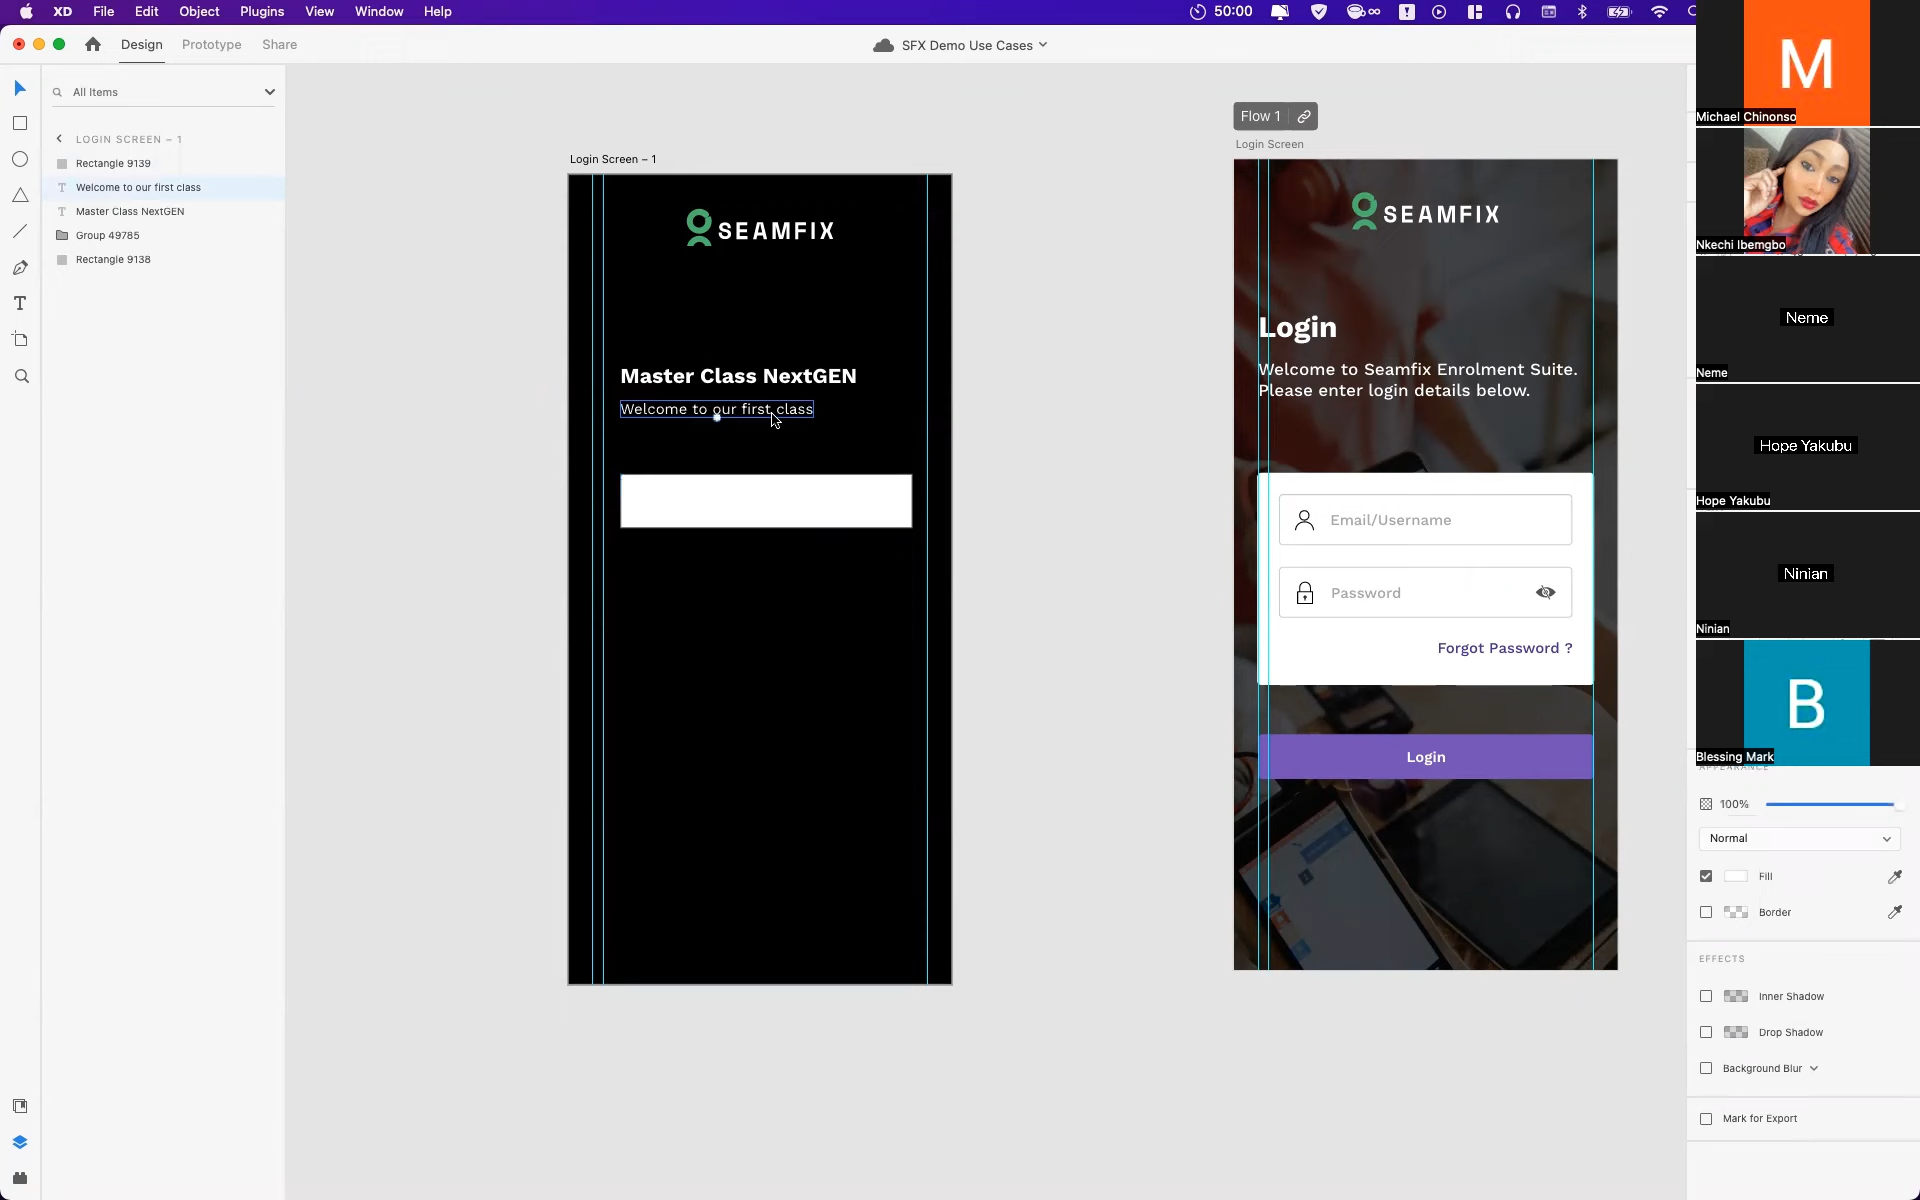 XD File Edit Object Plugins View Window Help 50:00
Design Prototype Share SFX Demo Use Cases
All Items
LOGIN SCREEN – 1
Rectangle 9139
Welcome to our first class
Master Class NextGEN
Group 49785
Rectangle 9138
Login Screen – 1
SEAMFIX
Master Class NextGEN
Welcome to our first class
Flow 1
Login Screen
SEAMFIX
Login
Welcome to Seamfix Enrolment Suite.
Please enter login details below.
Email/Username
Password
Forgot Password ?
Login
M
Michael Chinonso
Nkechi Ibemgbo
Neme
Neme
Hope Yakubu
Hope Yakubu
Ninian
Ninian
B
Blessing Mark
APPEARANCE
100%
Normal
Fill
Border
EFFECTS
Inner Shadow
Drop Shadow
Background Blur
Mark for Export